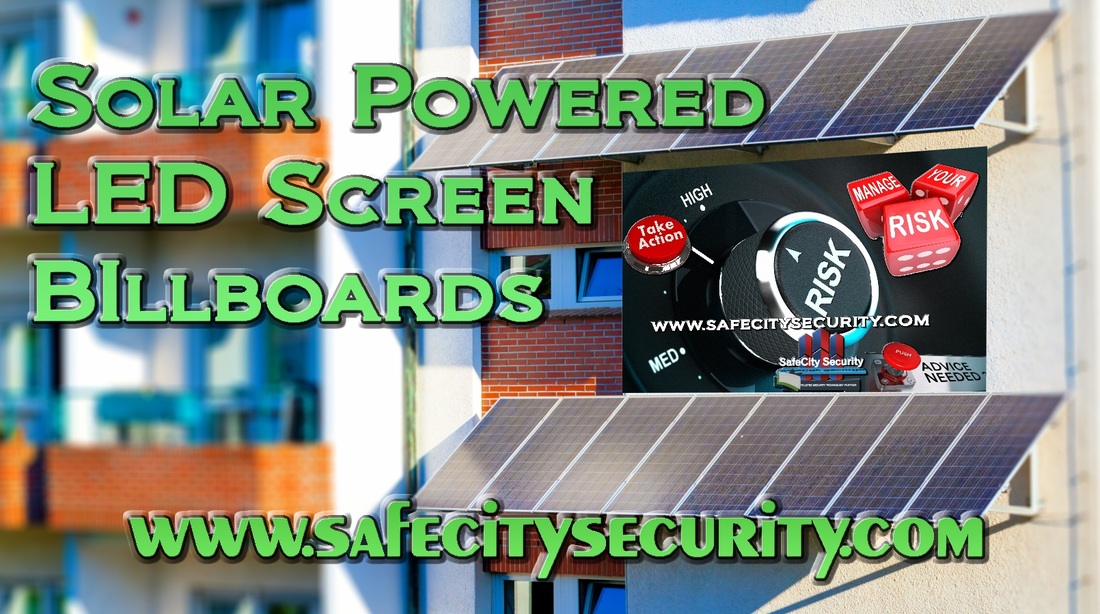 Solar Powered
LED Screen
BIllboards
HIGH
MANAGE
YOUR
RISK
Take
Action
RISK
WWW.SAFECITYSECURITY.COM
MED
SafeCity Security
PUSH
ADVICE
NEEDED
www.safecitysecurity.com